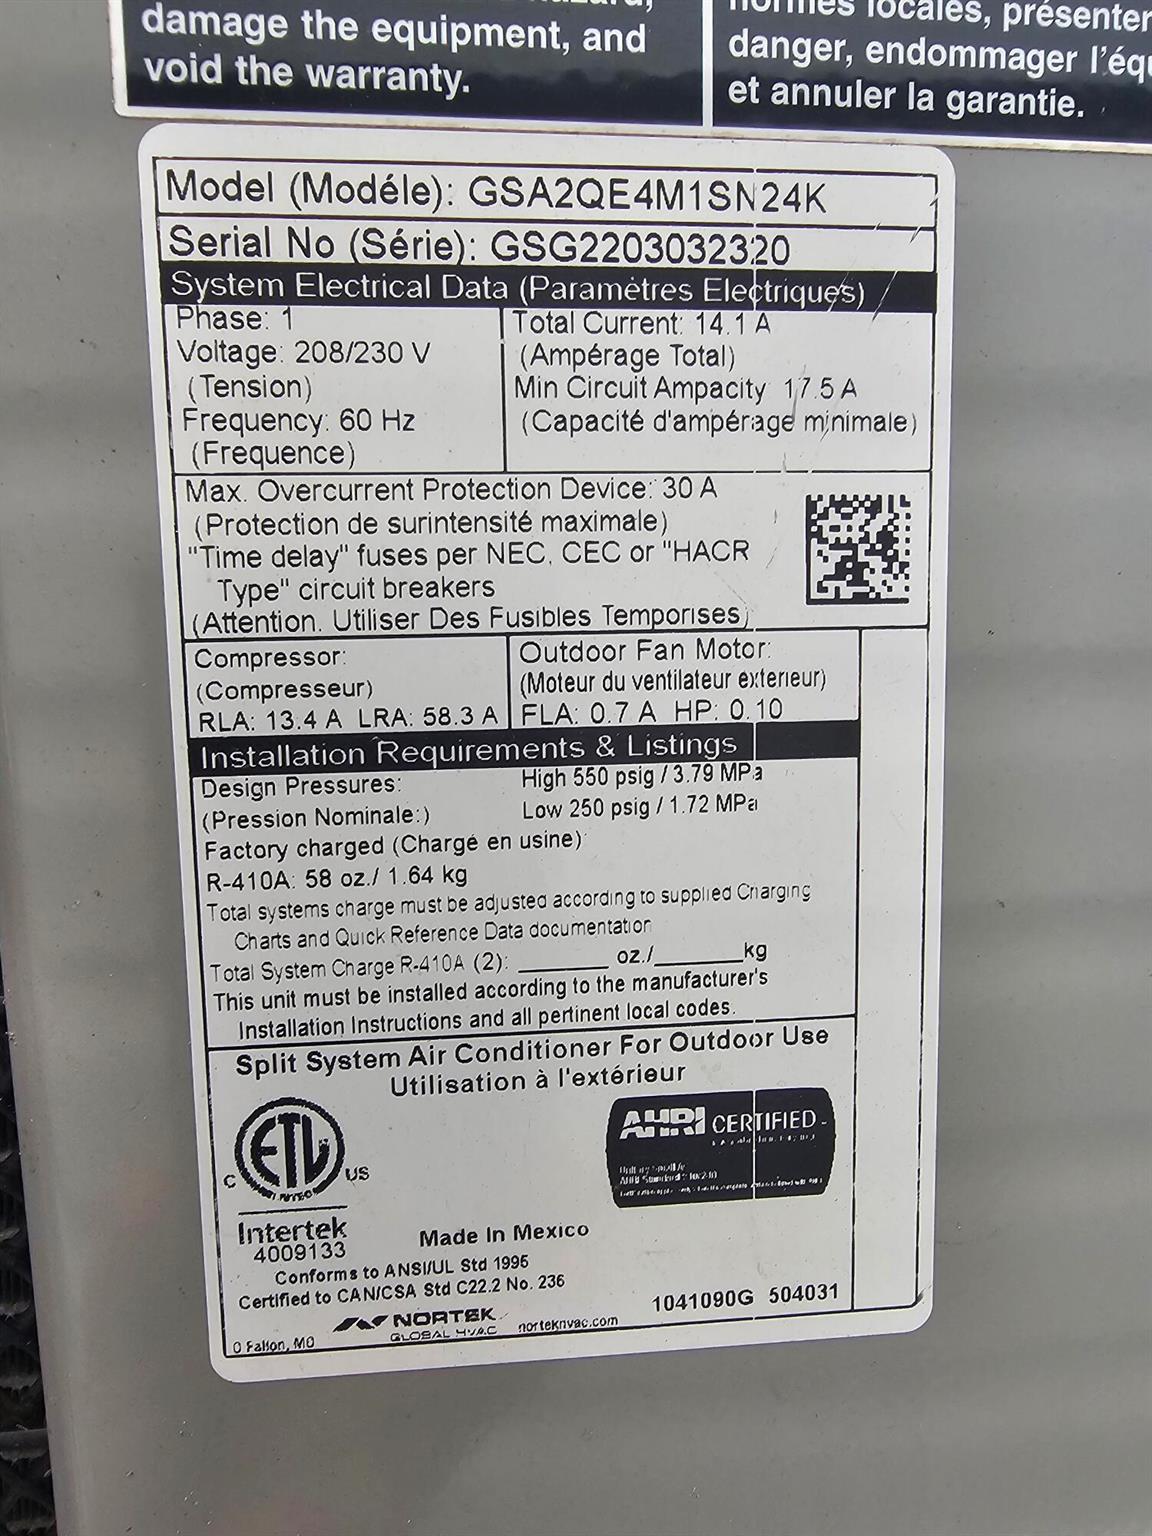 damage the equipment, and
void the warranty.
normes locales, présenter
danger, endommager l'équ
et annuler la garantie.
Model (Modéle): GSA2QE4M1SN24K
Serial No (Série): GSG2203032320
System Electrical Data (Paramètres Electriques)
Phase: 1
Voltage: 208/230 V
(Tension)
Frequency: 60 Hz
(Frequence)
Total Current: 14.1 A
(Ampérage Total)
Min Circuit Ampacity 17.5 A
(Capacité d'ampérage minimale)
Max. Overcurrent Protection Device: 30 A
(Protection de surintensité maximale)
"Time delay" fuses per NEC, CEC or "HACR
Type" circuit breakers
(Attention. Utiliser Des Fusibles Temporises)
Compressor:
(Compresseur)
RLA: 13.4 A LRA: 58.3 A
Outdoor Fan Motor:
(Moteur du ventilateur exterieur)
FLA: 0.7 A HP: 0.10
Installation Requirements & Listings
Design Pressures:
(Pression Nominale:)
High 550 psig / 3.79 MPa
Low 250 psig / 1.72 MPa
Factory charged (Chargé en usine)
R-410A: 58 oz./ 1.64 kg
Total systems charge must be adjusted according to supplied Charging
Charts and Quick Reference Data documentation
Total System Charge R-410A (2): ______ oz./______kg
This unit must be installed according to the manufacturer's
Installation Instructions and all pertinent local codes.
Split System Air Conditioner For Outdoor Use
Utilisation à l'extérieur
C ETL US
INTERTEK
Intertek
4009133
AHRI CERTIFIED
Made In Mexico
Conforms to ANSI/UL Std 1995
Certified to CAN/CSA Std C22.2 No. 236
1041090G 504031
NORTEK
GLOBAL HVAC
nortekhvac.com
O Fallon, MO